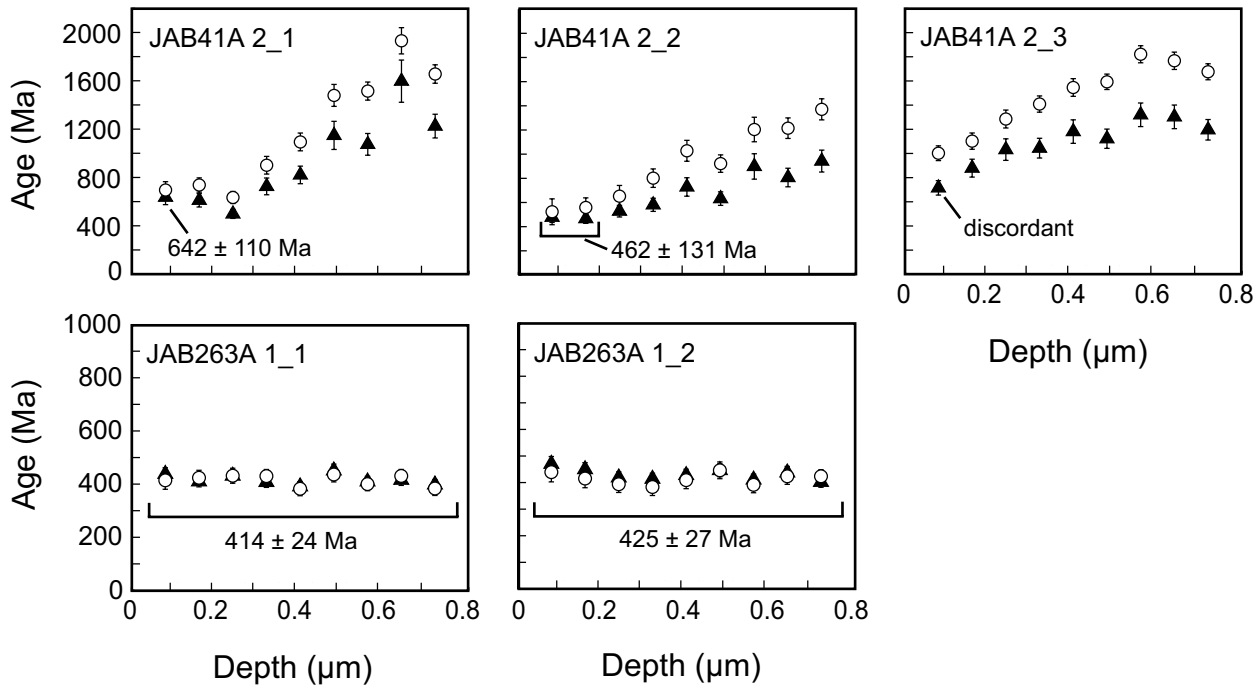 JAB41A 2_1
JAB41A 2_2
JAB41A 2_3
2000
1600
1200
800
400
0
Age (Ma)
642 ± 110 Ma
462 ± 131 Ma
discordant
0 0.2 0.4 0.6 0.8
Depth (µm)
JAB263A 1_1
JAB263A 1_2
1000
800
600
400
200
0
Age (Ma)
414 ± 24 Ma
425 ± 27 Ma
0 0.2 0.4 0.6 0.8
0 0.2 0.4 0.6 0.8
Depth (µm)
Depth (µm)